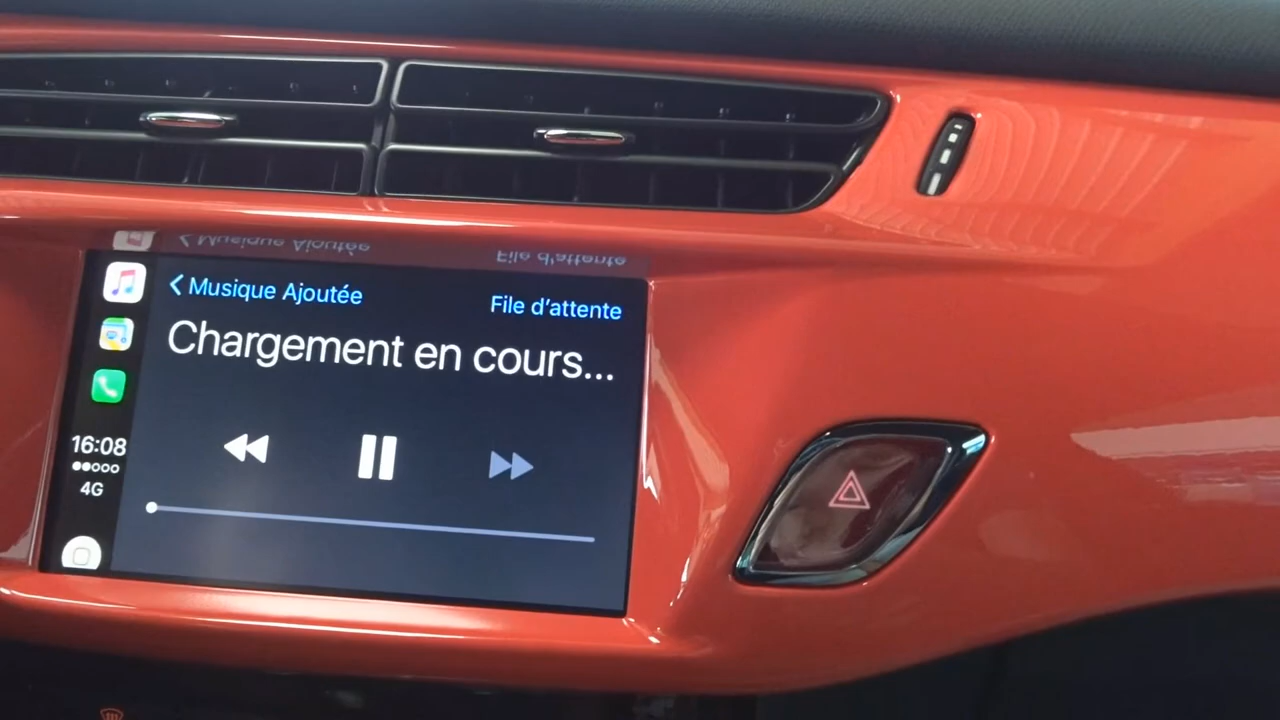 Musique Ajoutée
File d’attente
Chargement en cours...
16:08
4G